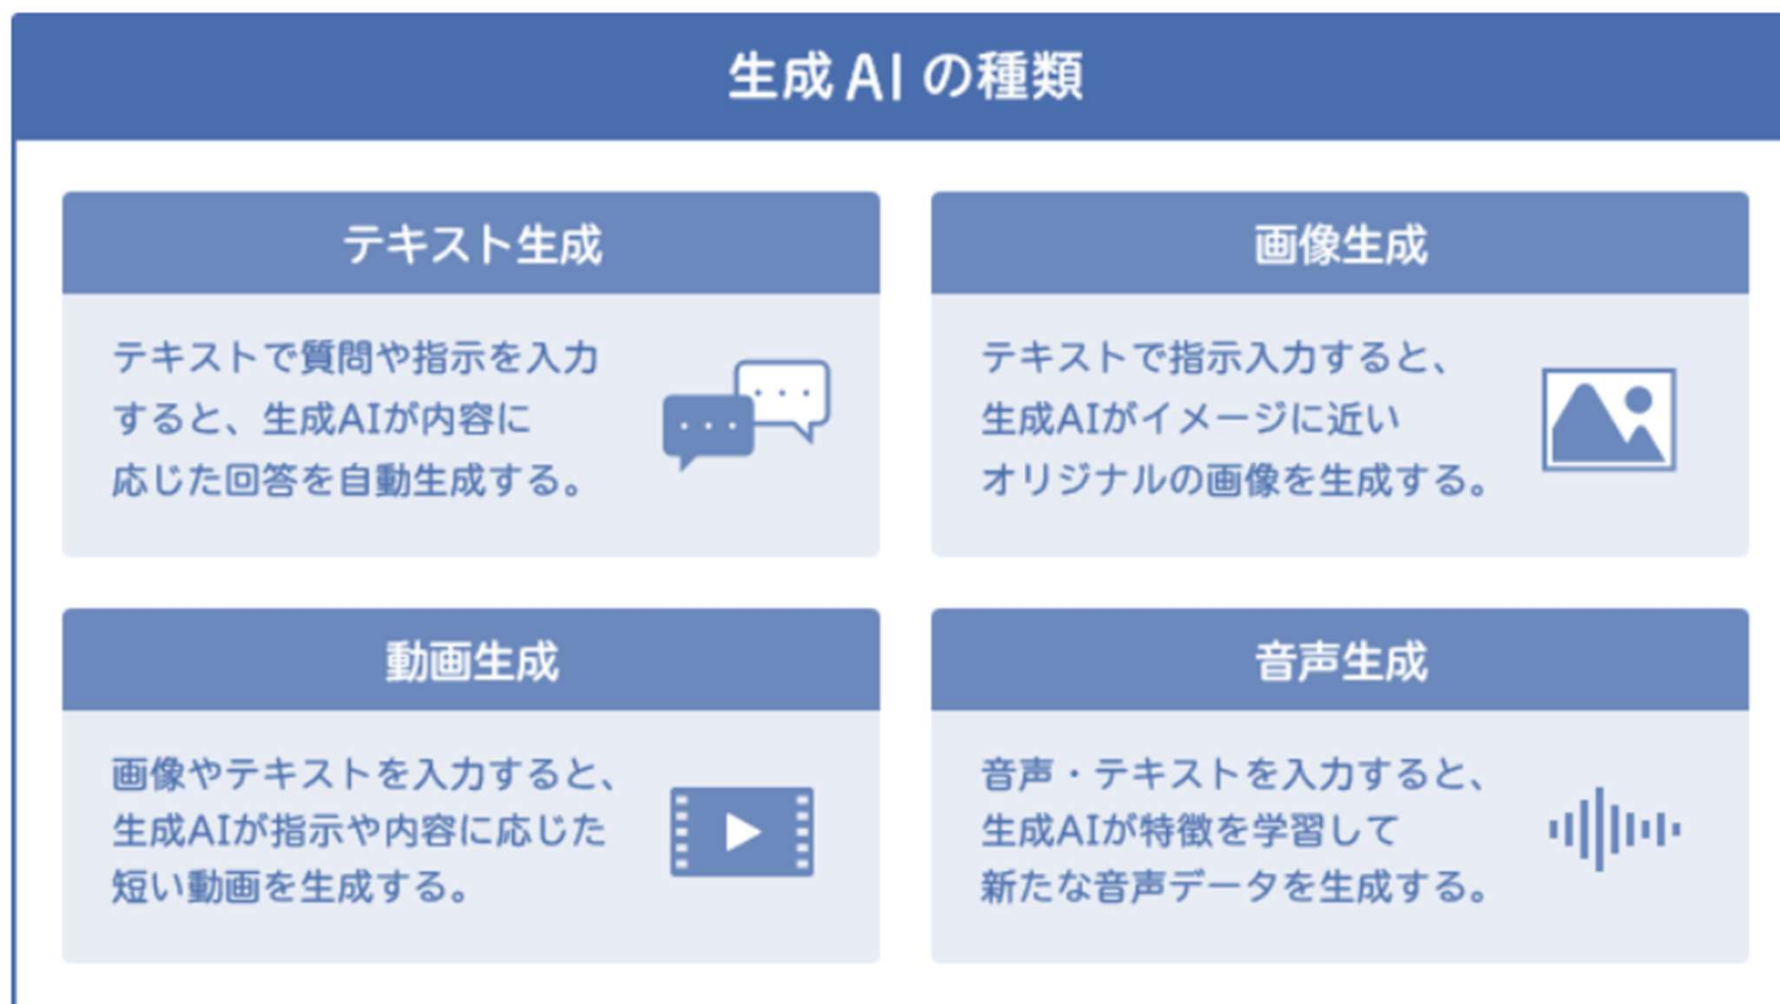 生成AIの種類
テキスト生成
テキストで質問や指示を入力
すると、生成AIが内容に
応じた回答を自動生成する。
画像生成
テキストで指示入力すると、
生成AIがイメージに近い
オリジナルの画像を生成する。
動画生成
画像やテキストを入力すると、
生成AIが指示や内容に応じた
短い動画を生成する。
音声生成
音声・テキストを入力すると、
生成AIが特徴を学習して
新たな音声データを生成する。